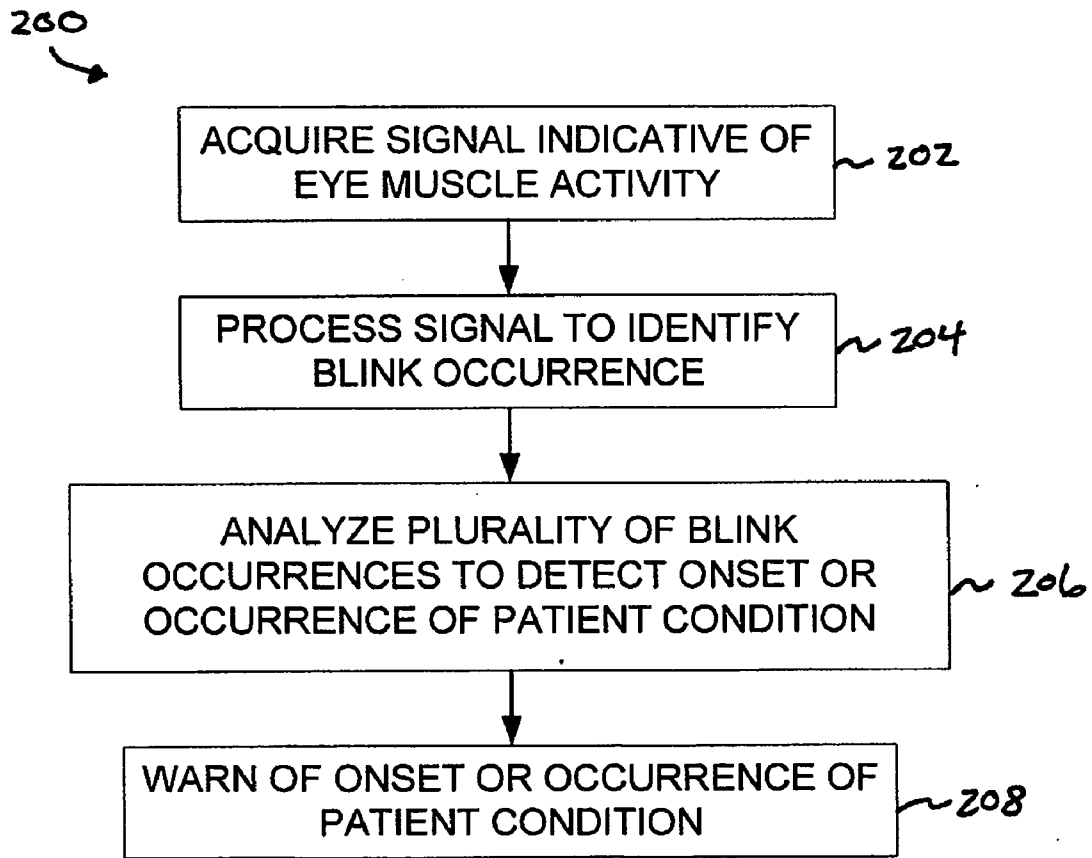 200
ACQUIRE SIGNAL INDICATIVE OF
EYE MUSCLE ACTIVITY
202
PROCESS SIGNAL TO IDENTIFY
BLINK OCCURRENCE
204
ANALYZE PLURALITY OF BLINK
OCCURRENCES TO DETECT ONSET OR
OCCURRENCE OF PATIENT CONDITION
206
WARN OF ONSET OR OCCURRENCE OF
PATIENT CONDITION
208